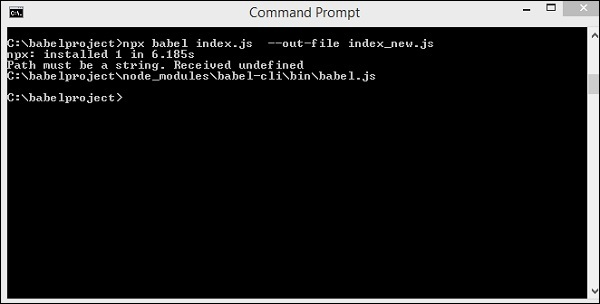 Command Prompt
C:\babelproject>npx babel index.js  --out-file index_new.js
npx: installed 1 in 6.185s
Path must be a string. Received undefined
C:\babelproject\node_modules\babel-cli\bin\babel.js
C:\babelproject>